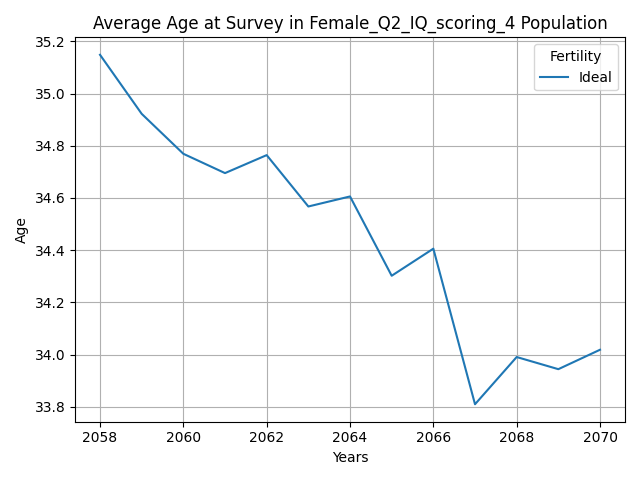 Average Age at Survey in Female_Q2_IQ_scoring_4 Population
Fertility
Ideal
35.2
35.0
34.8
34.6
34.4
34.2
34.0
33.8
Age
2058 2060 2062 2064 2066 2068 2070
Years